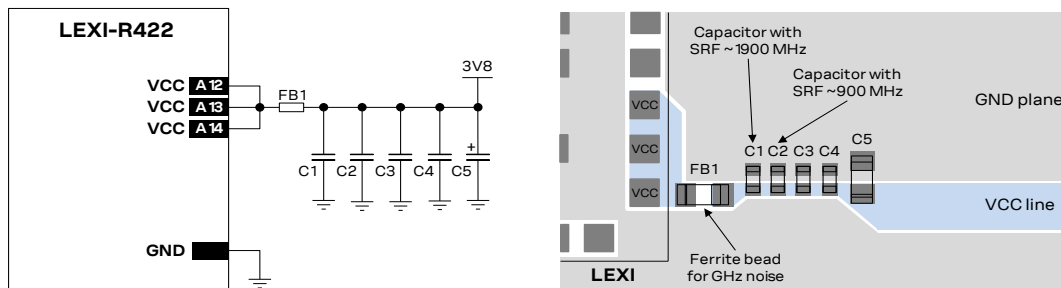 LEXI-R422
VCC A12
VCC A13
VCC A14
GND
FB1
3V8
+
C1
C2
C3
C4
C5
Capacitor with
SRF ~1900 MHz
Capacitor with
SRF ~900 MHz
GND plane
VCC
VCC
VCC
FB1
C1 C2 C3 C4 C5
VCC line
Ferrite bead
for GHz noise
LEXI